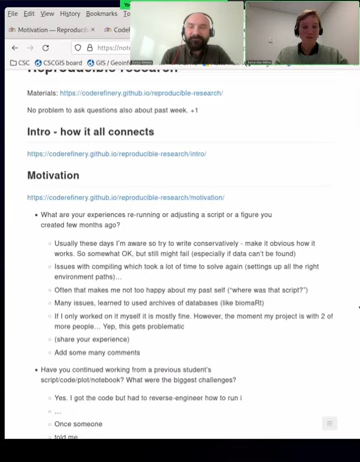 File Edit View History Bookmarks To
Motivation — Reproducib
Codel
CSC
CSCGIS board
Reproducible research
Materials: https://coderefinery.github.io/reproducible-research/
No problem to ask questions also about past week. +1
Intro - how it all connects
https://coderefinery.github.io/reproducible-research/intro/
Motivation
https://coderefinery.github.io/reproducible-research/motivation/
• What are your experiences re-running or adjusting a script or a figure you
created few months ago?
Usually these days I'm aware so try to write conservatively - make it obvious how it
works. So somewhat OK, but still might fail (especially if data can't be found)
Issues with compiling which took a lot of time to solve again (settings up all the right
environment paths)…
Often that makes me not too happy about my past self ("where was that script?")
Many issues, learned to used archives of databases (like biomaRt)
If I only worked on it myself it is mostly fine. However, the moment my project is with 2 of
more people… Yep, this gets problematic
(share your experience)
Add some many comments
• Have you continued working from a previous student's
script/code/plot/notebook? What were the biggest challenges?
Yes. I got the code but had to reverse-engineer how to run i
…
Once someone
told me